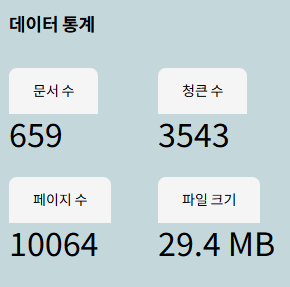 데이터 통계
문서 수
청큰 수
659
3543
페이지 수
파일 크기
10064
29.4 MB